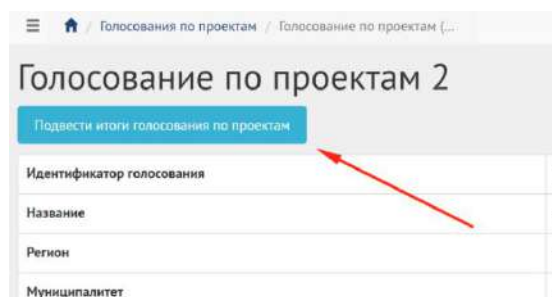 Голосования по проектам / Голосование по проектам (...
Голосование по проектам 2
Подвести итоги голосования по проектам
Идентификатор голосования
Название
Регион
Муниципалитет